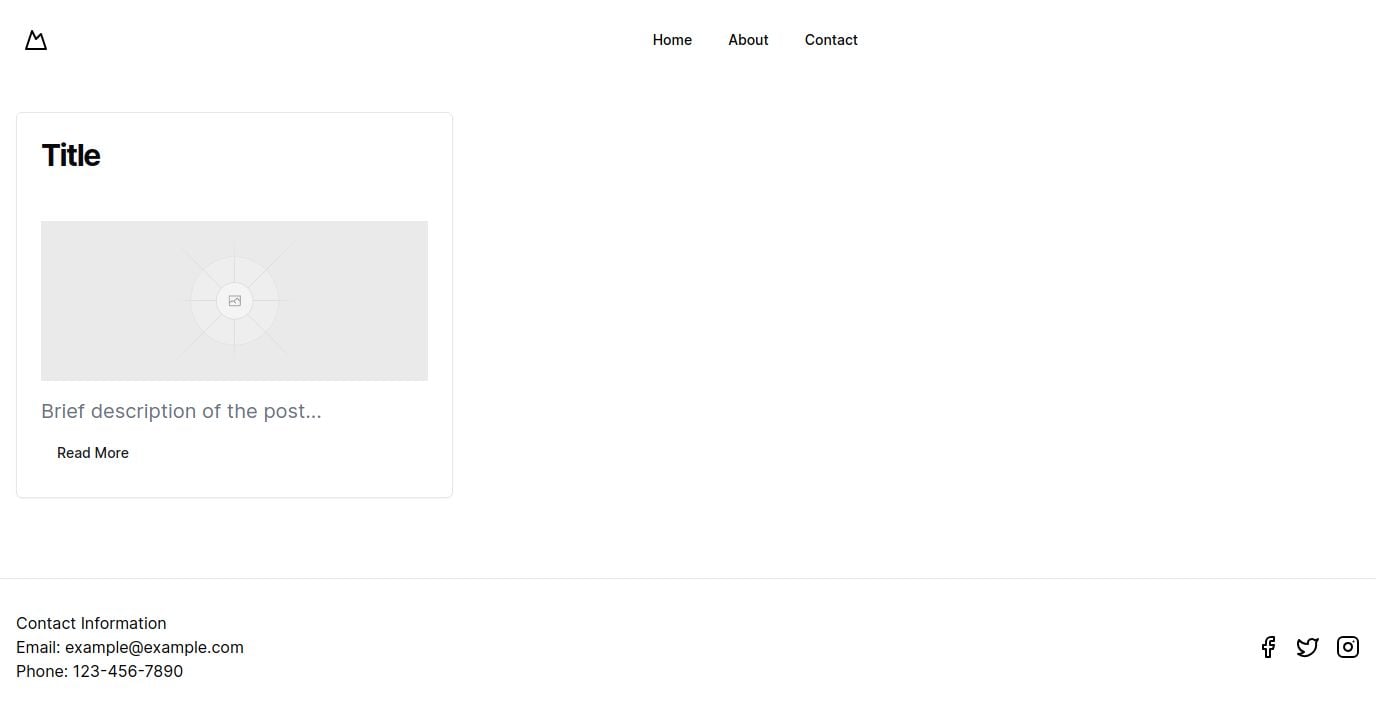 Home About Contact
Title
Brief description of the post...
Read More
Contact Information
Email: example@example.com
Phone: 123-456-7890